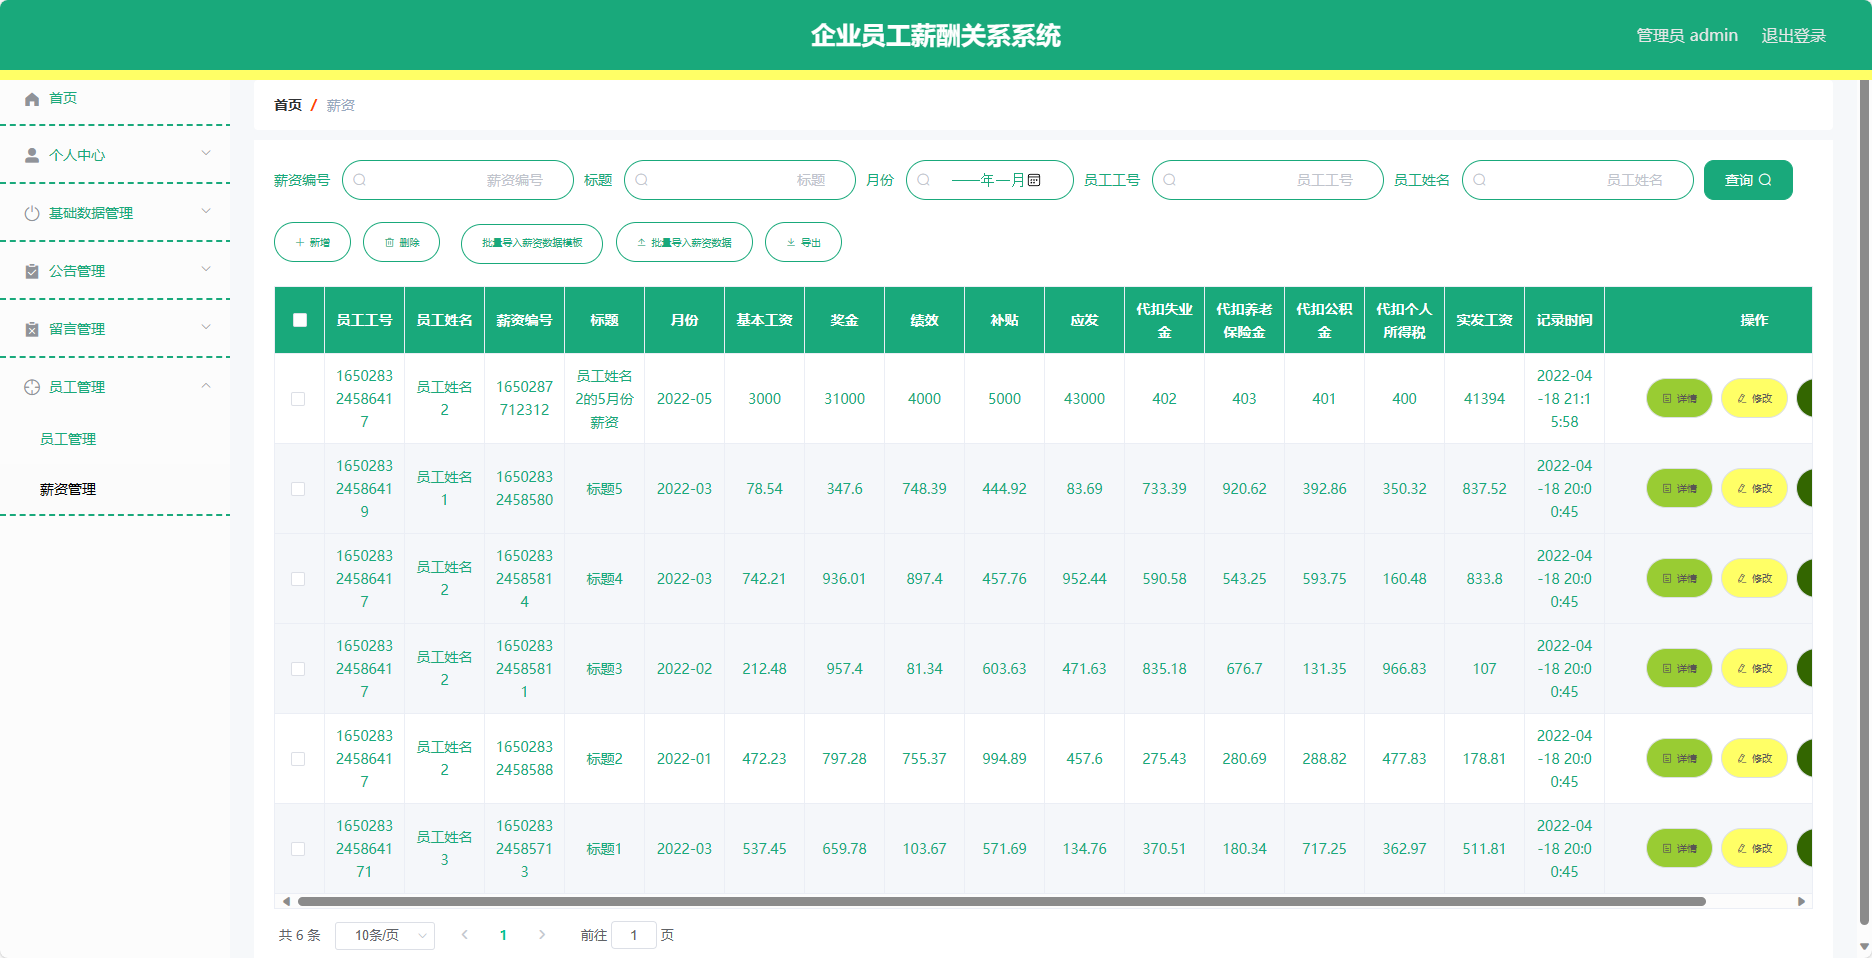 企业员工薪酬关系系统
管理员 admin 退出登录
首页
个人中心
基础数据管理
公告管理
留言管理
员工管理
员工管理
薪资管理
首页 / 薪资
薪资编号 薪资编号 标题 标题 月份 ——年—月 员工工号 员工工号 员工姓名 员工姓名 查询
新增 删除 批量导入薪资数据模板 批量导入薪资数据 导出
员工工号 员工姓名 薪资编号 标题 月份 基本工资 奖金 绩效 补贴 应发 代扣失业金 代扣养老保险金 代扣公积金 代扣个人所得税 实发工资 记录时间 操作
165028324586417 员工姓名2 1650287712312 员工姓名2的5月份薪资 2022-05 3000 31000 4000 5000 43000 402 403 401 400 41394 2022-04-18 21:15:58 详情 修改
165028324586419 员工姓名1 16502832458580 标题5 2022-03 78.54 347.6 748.39 444.92 83.69 733.39 920.62 392.86 350.32 837.52 2022-04-18 20:00:45 详情 修改
165028324586417 员工姓名2 165028324585814 标题4 2022-03 742.21 936.01 897.4 457.76 952.44 590.58 543.25 593.75 160.48 833.8 2022-04-18 20:00:45 详情 修改
165028324586417 员工姓名2 165028324585811 标题3 2022-02 212.48 957.4 81.34 603.63 471.63 835.18 676.7 131.35 966.83 107 2022-04-18 20:00:45 详情 修改
165028324586417 员工姓名2 16502832458588 标题2 2022-01 472.23 797.28 755.37 994.89 457.6 275.43 280.69 288.82 477.83 178.81 2022-04-18 20:00:45 详情 修改
1650283245864171 员工姓名3 165028324585713 标题1 2022-03 537.45 659.78 103.67 571.69 134.76 370.51 180.34 717.25 362.97 511.81 2022-04-18 20:00:45 详情 修改
共 6 条 10条/页 1 前往 1 页